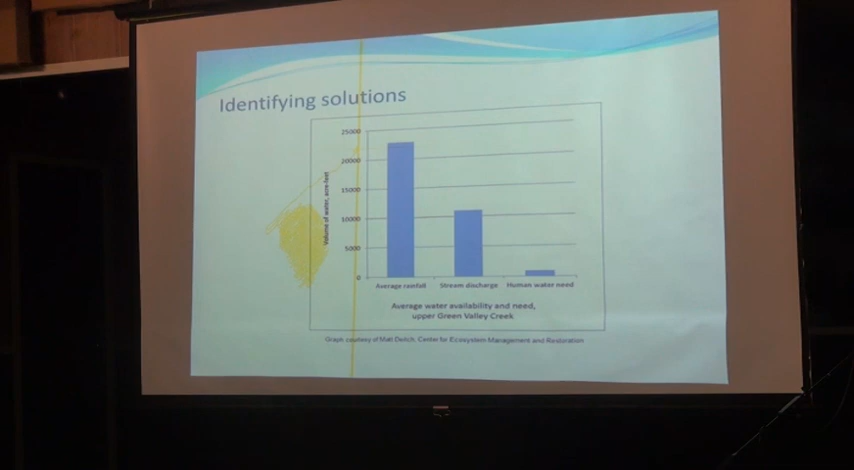 Identifying solutions
25000
20000
15000
10000
5000
0
Volume of water, acre-feet
Average rainfall Stream discharge Human water need
Average water availability and need,
upper Green Valley Creek
Graph courtesy of Matt Deitch, Center for Ecosystem Management and Restoration